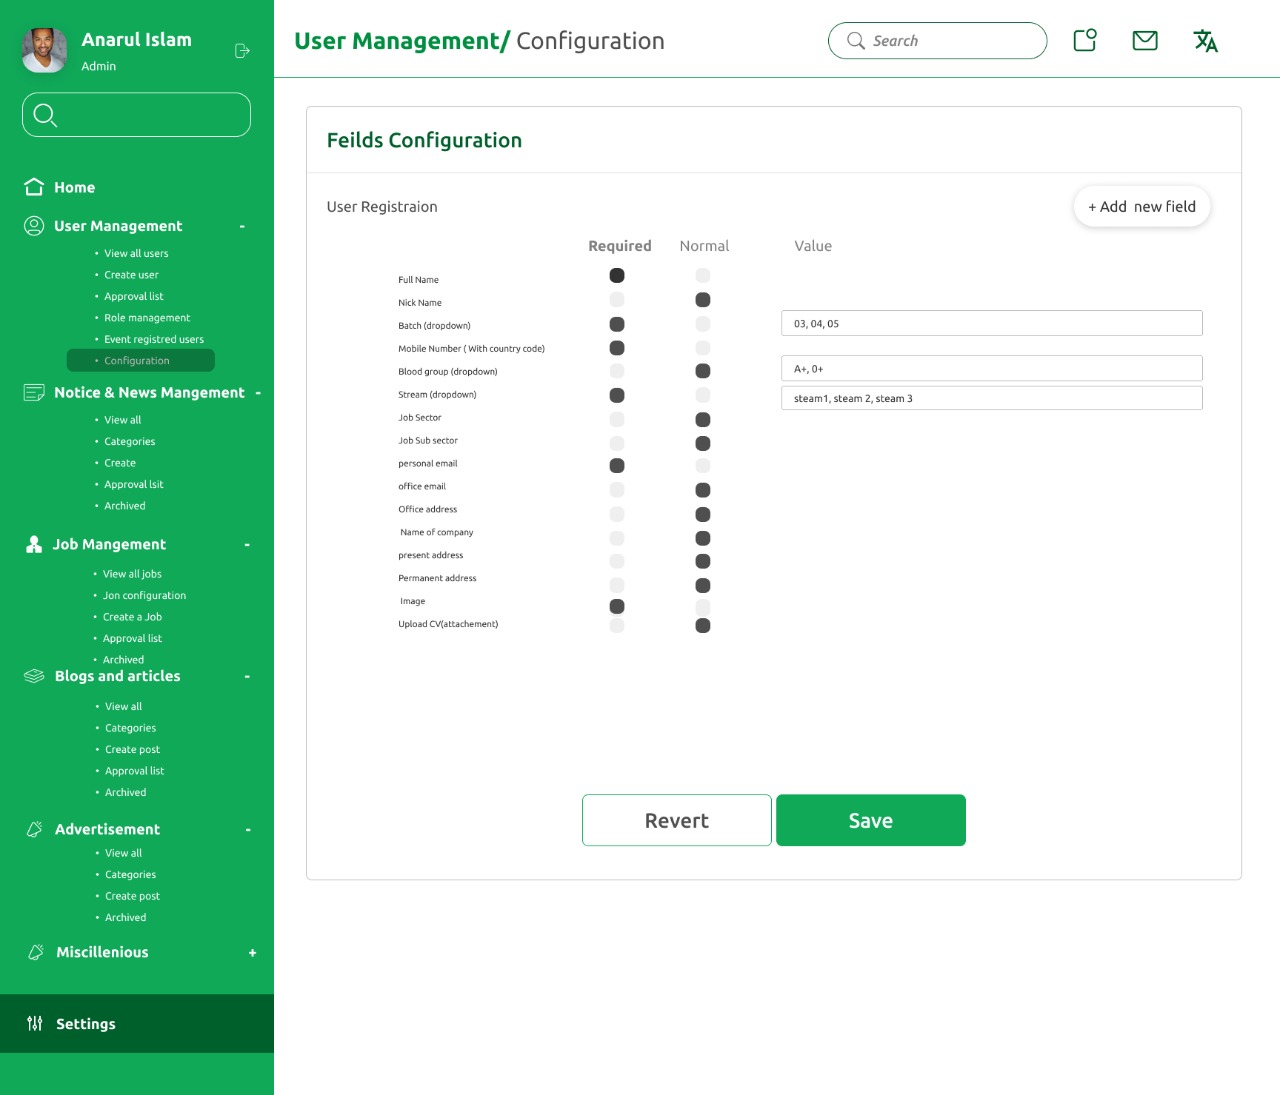 Anarul Islam
Admin
Home
User Management -
• View all users
• Create user
• Approval list
• Role management
• Event registred users
• Configuration
Notice & News Mangement -
• View all
• Categories
• Create
• Approval lsit
• Archived
Job Mangement -
• View all jobs
• Jon configuration
• Create a Job
• Approval list
• Archived
Blogs and articles -
• View all
• Categories
• Create post
• Approval list
• Archived
Advertisement -
• View all
• Categories
• Create post
• Archived
Miscillenious +
Settings
User Management/ Configuration
Search
Feilds Configuration
User Registraion
+ Add new field
Required Normal Value
Full Name
Nick Name
Batch (dropdown) 03, 04, 05
Mobile Number ( With country code)
Blood group (dropdown) A+, 0+
Stream (dropdown) steam1, steam 2, steam 3
Job Sector
Job Sub sector
personal email
office email
Office address
Name of company
present address
Permanent address
Image
Upload CV(attachement)
Revert Save